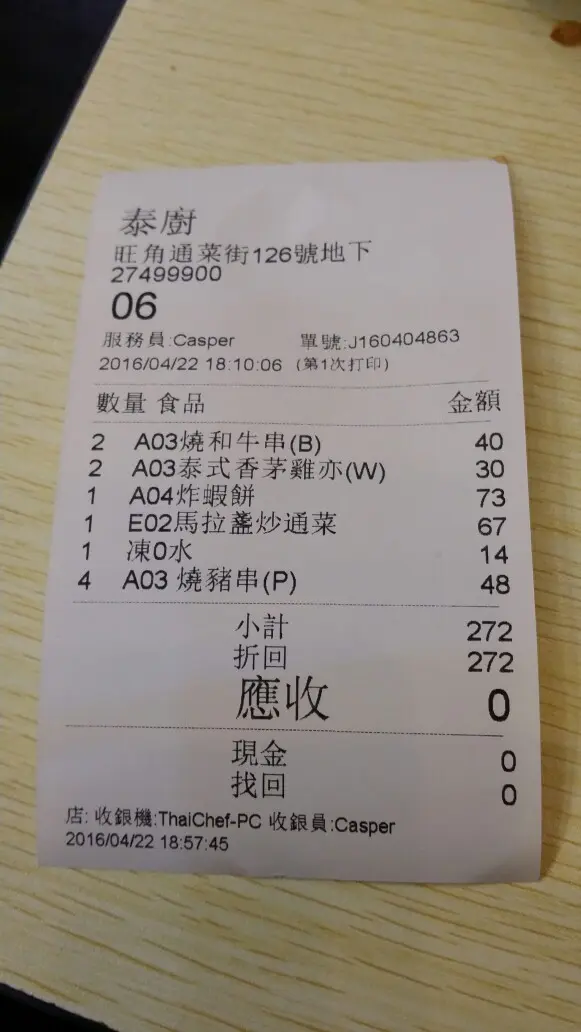 泰廚
旺角通菜街126號地下
27499900
06
服務員:Casper 單號:J160404863
2016/04/22 18:10:06 (第1次打印)
數量 食品 金額
2 A03燒和牛串(B) 40
2 A03泰式香茅雞亦(W) 30
1 A04炸蝦餅 73
1 E02馬拉盞炒通菜 67
1 凍0水 14
4 A03 燒豬串(P) 48
小計 272
折回 272
應收 0
現金 0
找回 0
店: 收銀機:ThaiChef-PC 收銀員:Casper
2016/04/22 18:57:45